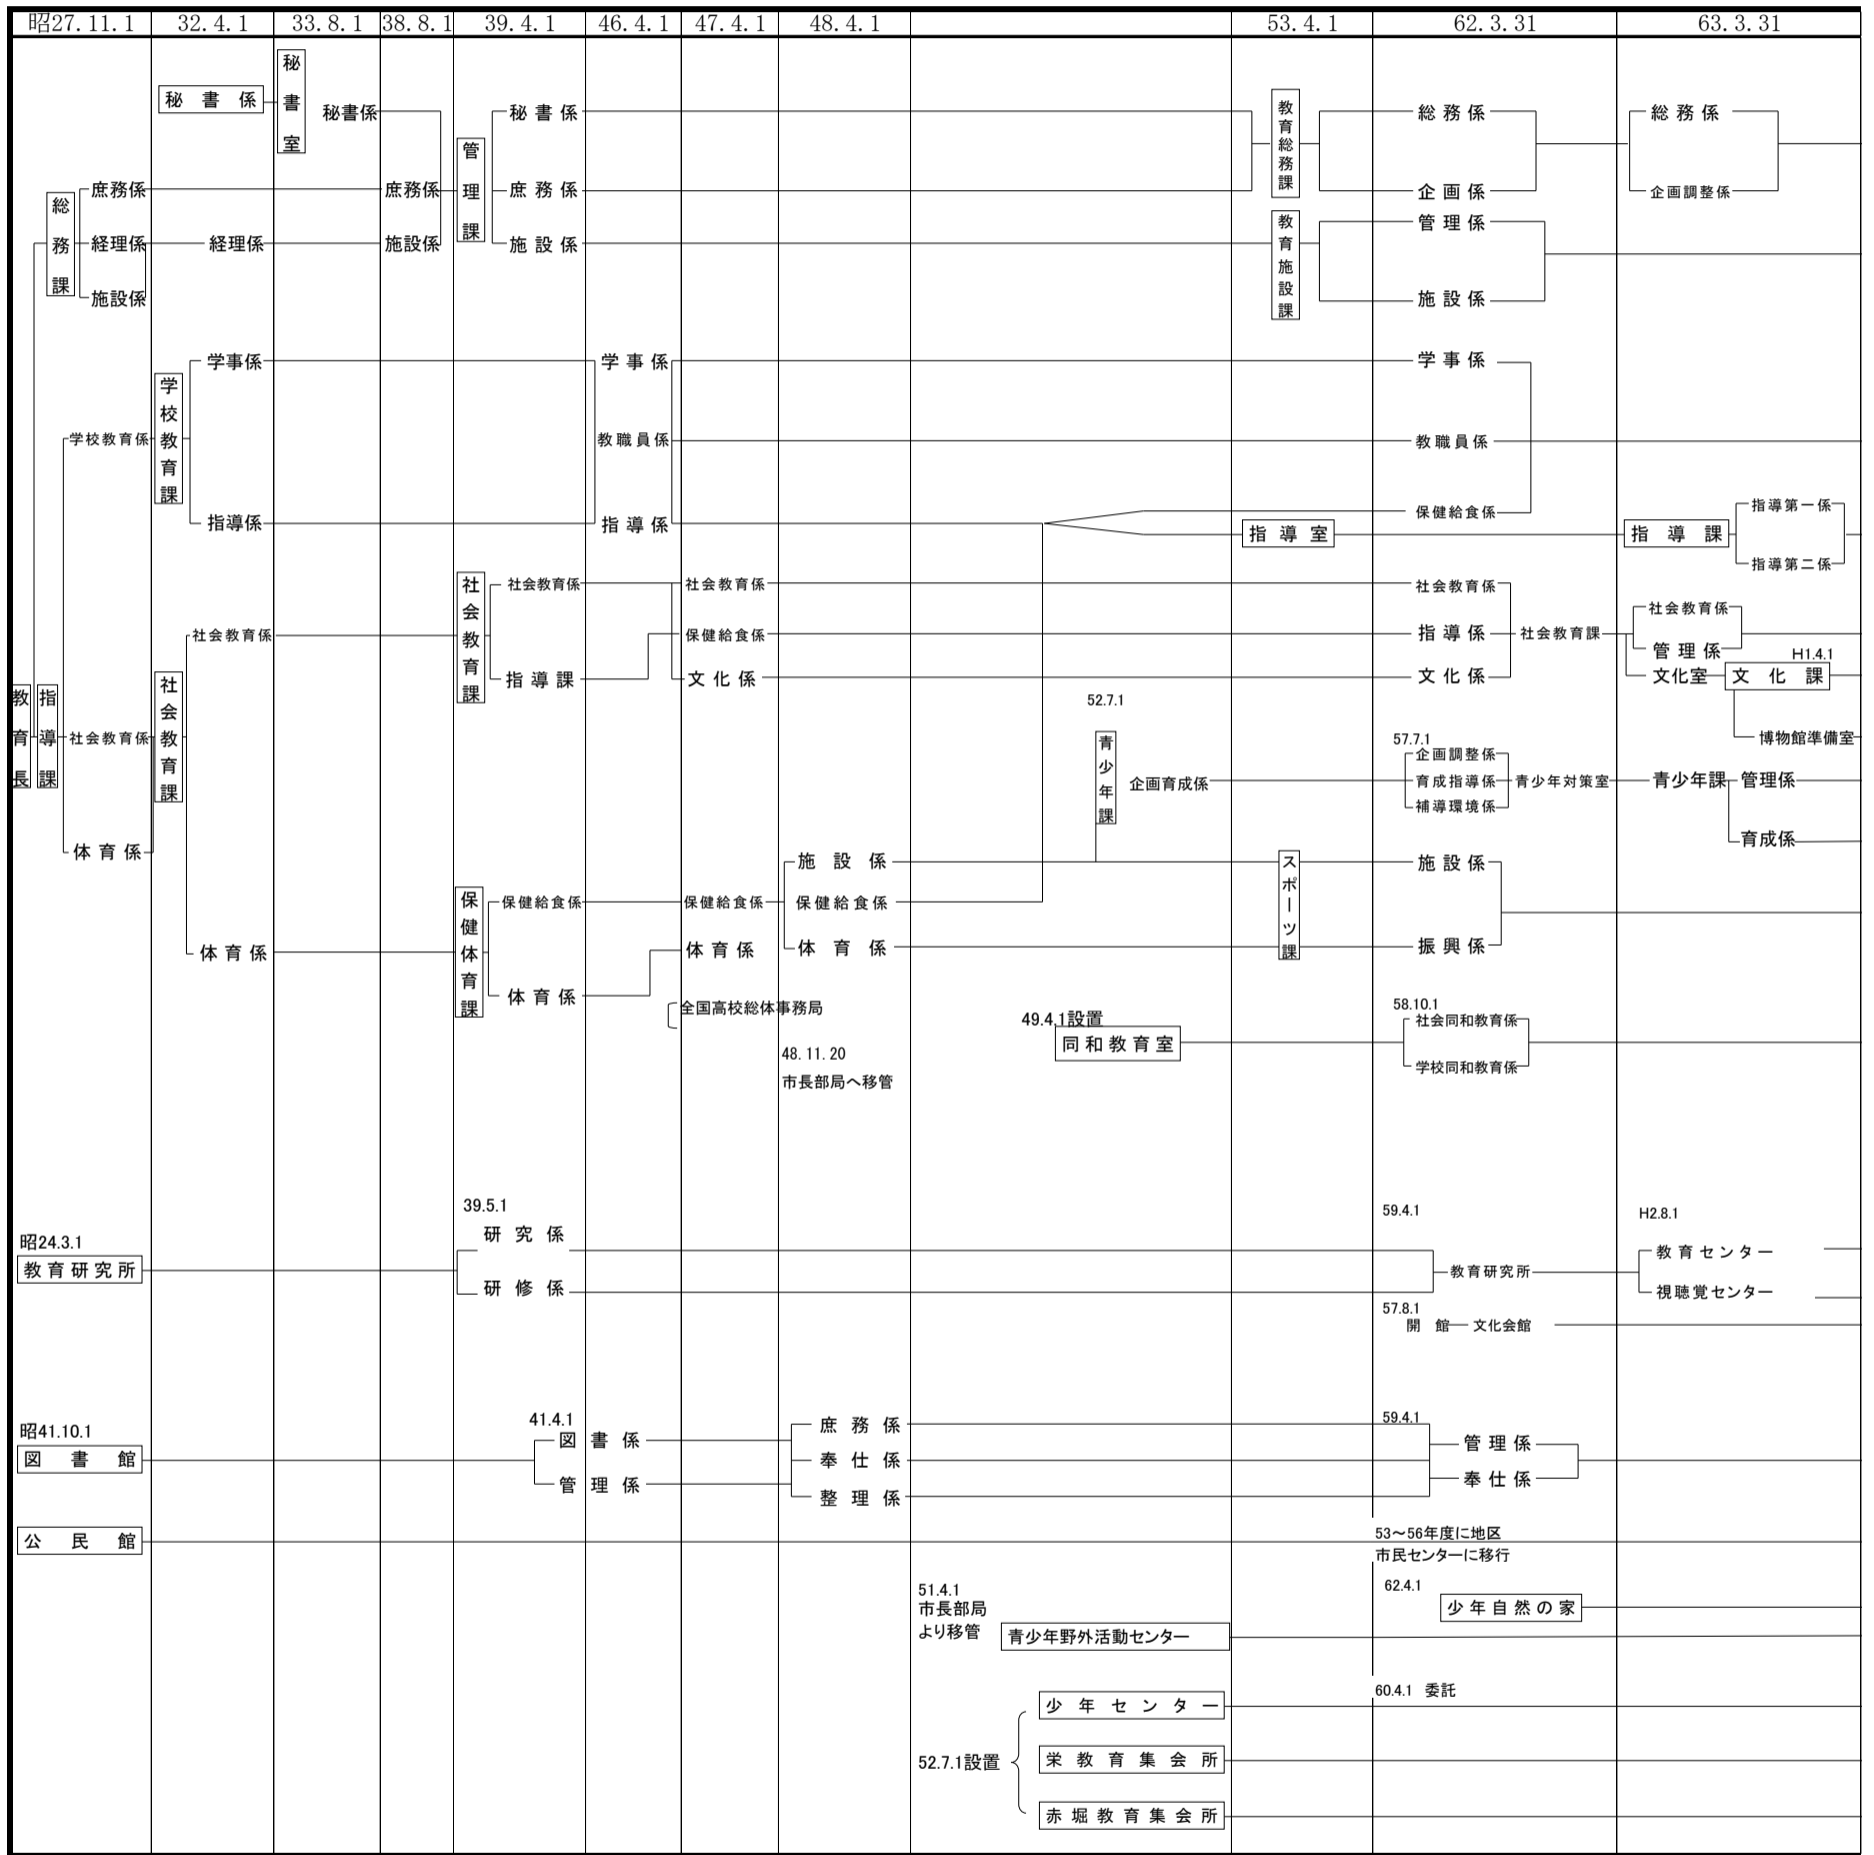 昭27.11.1 32.4.1 33.8.1 38.8.1 39.4.1 46.4.1 47.4.1 48.4.1 53.4.1 62.3.31 63.3.31
秘書係 秘書室 秘書係 秘書係 教育総務課 総務係 総務係
管理課
総務課 庶務係 庶務係 庶務係 企画係 企画調整係
経理係 経理係 施設係 施設係 教育施設課 管理係
施設係 施設係
学事係 学事係 学事係
学校教育係 学校教育課 教職員係 教職員係
指導係 指導係 保健給食係 指導第一係
指導室 指導課
指導第二係
社会教育課 社会教育係 社会教育係 社会教育係 社会教育係
社会教育係 保健給食係 指導係 社会教育課 管理係
指導課 文化係 文化係 文化室 H1.4.1 文化課
教育長 指導課 社会教育係 社会教育課 52.7.1 57.7.1 博物館準備室
青少年課 企画育成係 企画調整係
育成指導係 青少年対策室 青少年課 管理係
補導環境係
体育係 育成係
施設係 スポーツ課 施設係
保健体育課 保健給食係 保健給食係 保健給食係
体育係 体育係 体育係 振興係
体育係
全国高校総体事務局 49.4.1設置 58.10.1
社会同和教育係
同和教育室
48.11.20 学校同和教育係
市長部局へ移管
39.5.1 59.4.1 H2.8.1
昭24.3.1 研究係 教育センター
教育研究所 教育研究所
研修係 視聴覚センター
57.8.1
開館 文化会館
昭41.10.1 41.4.1 庶務係 59.4.1
図書館 図書係 奉仕係 管理係
管理係 整理係 奉仕係
公民館 53～56年度に地区
市民センターに移行
51.4.1 62.4.1
市長部局 少年自然の家
より移管 青少年野外活動センター
少年センター 60.4.1 委託
52.7.1設置 栄教育集会所
赤堀教育集会所